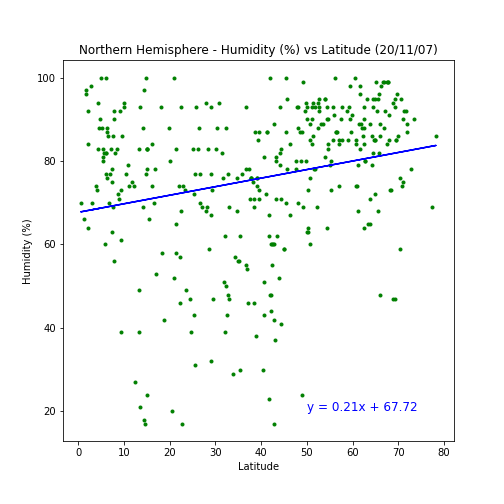 Northern Hemisphere - Humidity (%) vs Latitude (20/11/07)
100
80
60
40
20
Humidity (%)
y = 0.21x + 67.72
0 10 20 30 40 50 60 70 80
Latitude